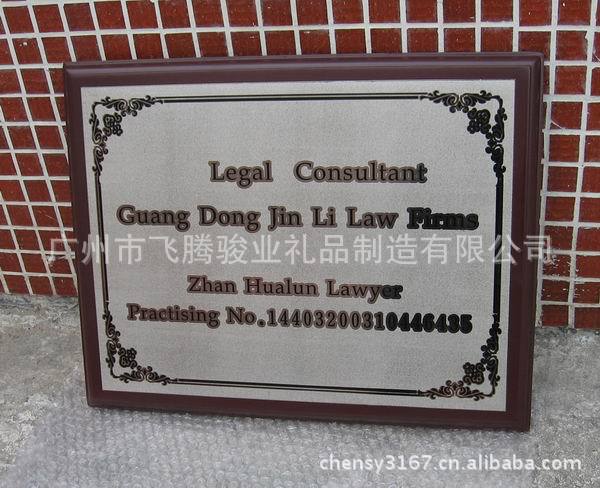 Legal Consultant
Guang Dong Jin Li Law Firms
广州市飞腾骏业礼品制造有限公司
Zhan Hualun Lawyer
Practising No.14403200310446435
chensy3167.cn.alibaba.com